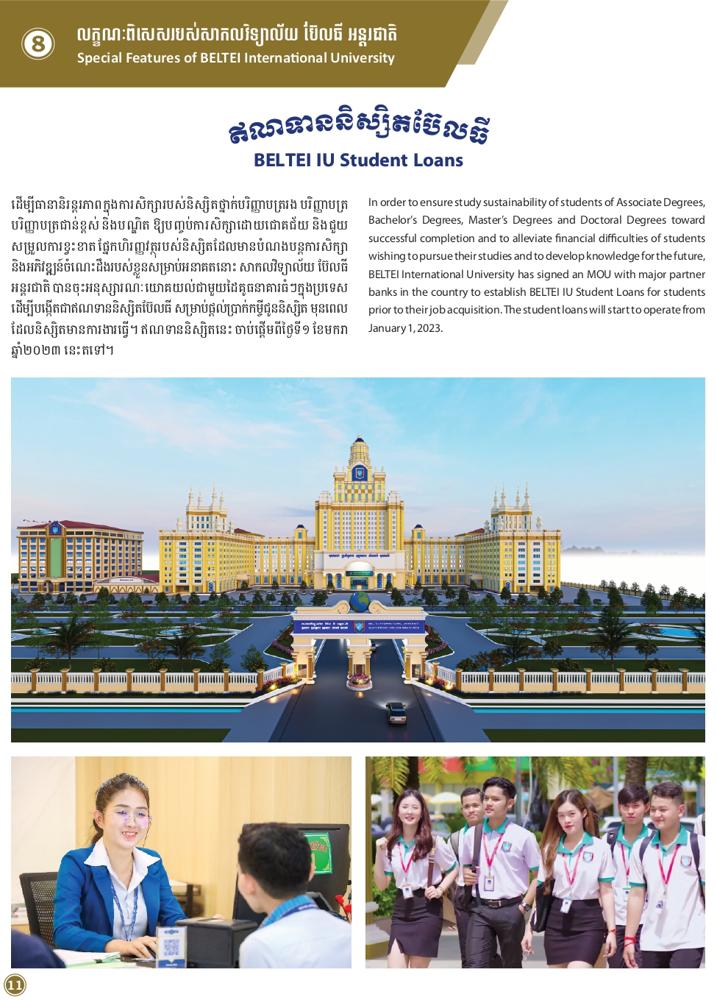 8
លក្ខណៈពិសេសរបស់សាកលវិទ្យាល័យ ប៊ែលធី អន្តរជាតិ
Special Features of BELTEI International University
ឥណទាននិស្សិតប៊ែលធី
BELTEI IU Student Loans
ដើម្បីធានានិរន្តរភាពក្នុងការសិក្សារបស់និស្សិតថ្នាក់បរិញ្ញាបត្ររង បរិញ្ញាបត្រ
បរិញ្ញាបត្រជាន់ខ្ពស់ និងបណ្ឌិត ឱ្យបញ្ចប់ការសិក្សាដោយជោគជ័យ និងជួយ
សម្រួលការខ្វះខាតផ្នែកហិរញ្ញវត្ថុរបស់និស្សិតដែលមានបំណងបន្តការសិក្សា
និងអភិវឌ្ឍន៍ចំណេះដឹងរបស់ខ្លួនសម្រាប់អនាគតនោះ សាកលវិទ្យាល័យ ប៊ែលធី
អន្តរជាតិ បានចុះអនុស្សារណៈយោគយល់ជាមួយដៃគូធនាគារធំៗក្នុងប្រទេស
ដើម្បីបង្កើតជាឥណទាននិស្សិតប៊ែលធី សម្រាប់ផ្តល់ប្រាក់កម្ចីជូននិស្សិត មុនពេល
ដែលនិស្សិតមានការងារធ្វើ។ ឥណទាននិស្សិតនេះ ចាប់ផ្តើមពីថ្ងៃទី១ ខែមករា
ឆ្នាំ២០២៣ នេះតទៅ។
In order to ensure study sustainability of students of Associate Degrees,
Bachelor's Degrees, Master's Degrees and Doctoral Degrees toward
successful completion and to alleviate financial difficulties of students
wishing to pursue their studies and to develop knowledge for the future,
BELTEI International University has signed an MOU with major partner
banks in the country to establish BELTEI IU Student Loans for students
prior to their job acquisition. The student loans will start to operate from
January 1, 2023.
11